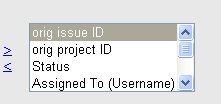 orig issue ID
> orig project ID
< Status
Assigned To (Username)